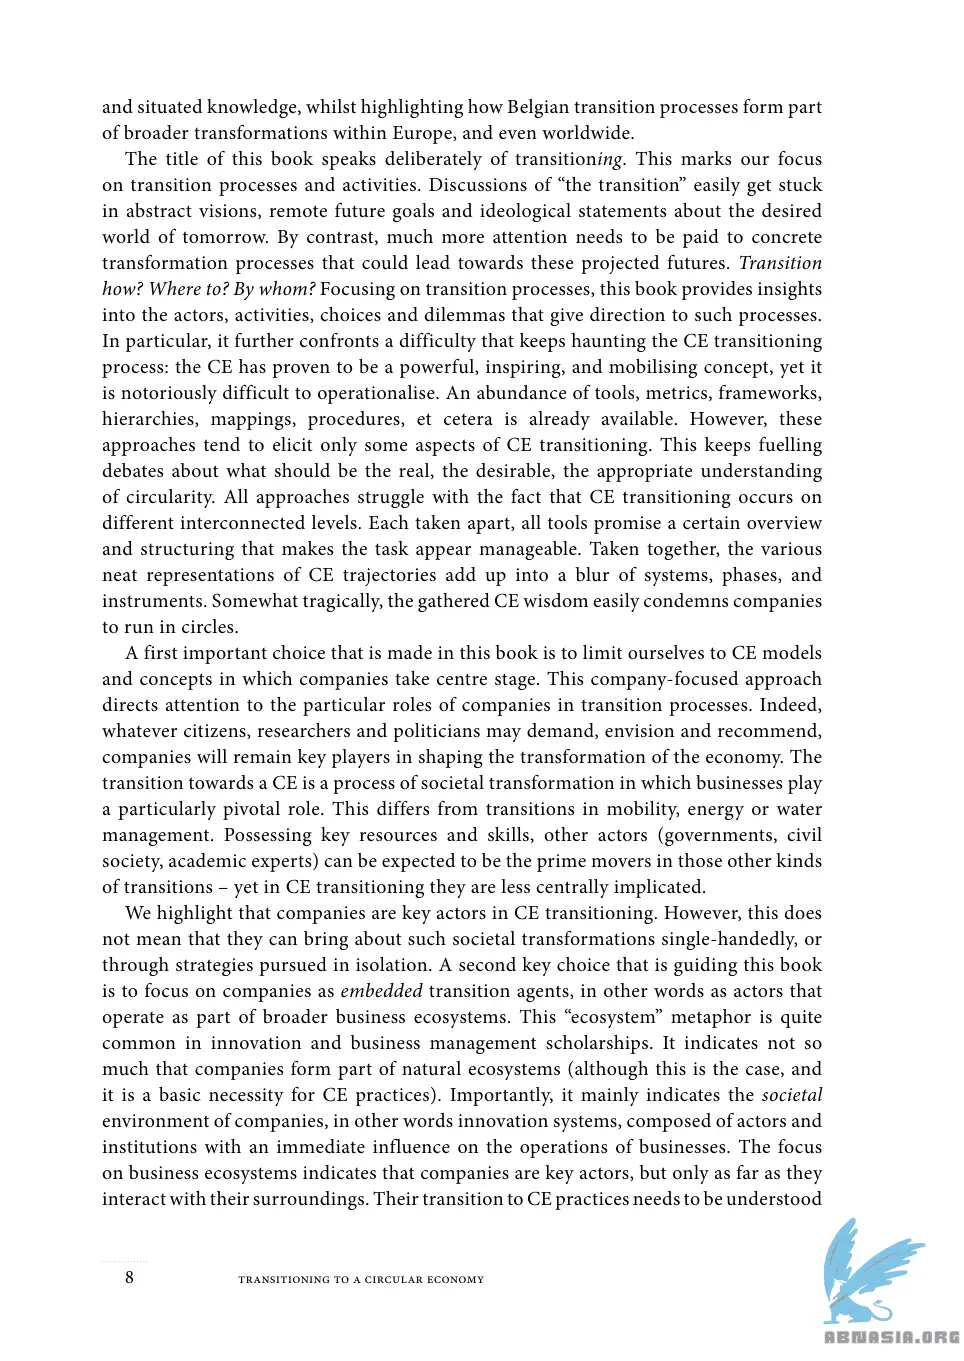 and situated knowledge, whilst highlighting how Belgian transition processes form part
of broader transformations within Europe, and even worldwide.
The title of this book speaks deliberately of transitioning. This marks our focus
on transition processes and activities. Discussions of “the transition” easily get stuck
in abstract visions, remote future goals and ideological statements about the desired
world of tomorrow. By contrast, much more attention needs to be paid to concrete
transformation processes that could lead towards these projected futures. Transition
how? Where to? By whom? Focusing on transition processes, this book provides insights
into the actors, activities, choices and dilemmas that give direction to such processes.
In particular, it further confronts a difficulty that keeps haunting the CE transitioning
process: the CE has proven to be a powerful, inspiring, and mobilising concept, yet it
is notoriously difficult to operationalise. An abundance of tools, metrics, frameworks,
hierarchies, mappings, procedures, et cetera is already available. However, these
approaches tend to elicit only some aspects of CE transitioning. This keeps fuelling
debates about what should be the real, the desirable, the appropriate understanding
of circularity. All approaches struggle with the fact that CE transitioning occurs on
different interconnected levels. Each taken apart, all tools promise a certain overview
and structuring that makes the task appear manageable. Taken together, the various
neat representations of CE trajectories add up into a blur of systems, phases, and
instruments. Somewhat tragically, the gathered CE wisdom easily condemns companies
to run in circles.
A first important choice that is made in this book is to limit ourselves to CE models
and concepts in which companies take centre stage. This company-focused approach
directs attention to the particular roles of companies in transition processes. Indeed,
whatever citizens, researchers and politicians may demand, envision and recommend,
companies will remain key players in shaping the transformation of the economy. The
transition towards a CE is a process of societal transformation in which businesses play
a particularly pivotal role. This differs from transitions in mobility, energy or water
management. Possessing key resources and skills, other actors (governments, civil
society, academic experts) can be expected to be the prime movers in those other kinds
of transitions – yet in CE transitioning they are less centrally implicated.
We highlight that companies are key actors in CE transitioning. However, this does
not mean that they can bring about such societal transformations single-handedly, or
through strategies pursued in isolation. A second key choice that is guiding this book
is to focus on companies as embedded transition agents, in other words as actors that
operate as part of broader business ecosystems. This “ecosystem” metaphor is quite
common in innovation and business management scholarships. It indicates not so
much that companies form part of natural ecosystems (although this is the case, and
it is a basic necessity for CE practices). Importantly, it mainly indicates the societal
environment of companies, in other words innovation systems, composed of actors and
institutions with an immediate influence on the operations of businesses. The focus
on business ecosystems indicates that companies are key actors, but only as far as they
interact with their surroundings. Their transition to CE practices needs to be understood
8 TRANSITIONING TO A CIRCULAR ECONOMY
ABNASIA.ORG